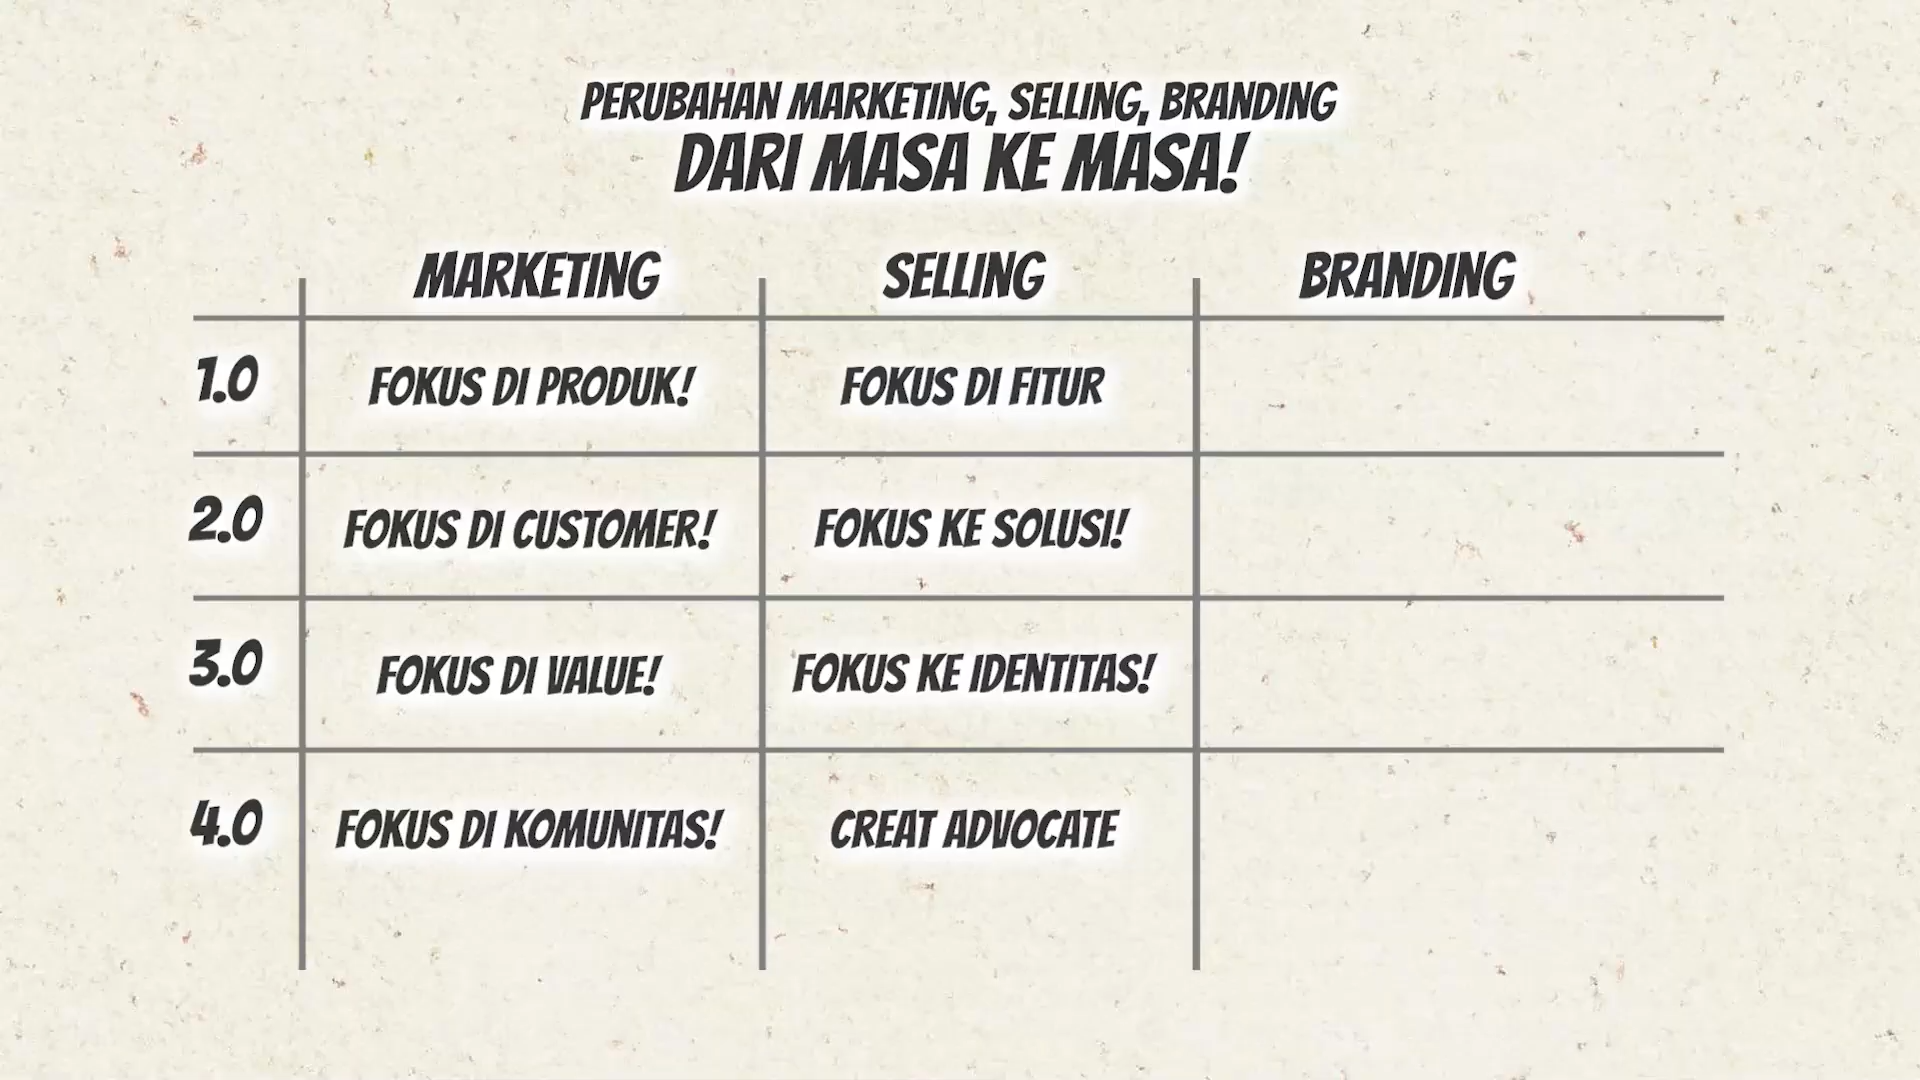 PERUBAHAN MARKETING, SELLING, BRANDING
DARI MASA KE MASA!
MARKETING SELLING BRANDING
1.0 FOKUS DI PRODUK! FOKUS DI FITUR
2.0 FOKUS DI CUSTOMER! FOKUS KE SOLUSI!
3.0 FOKUS DI VALUE! FOKUS KE IDENTITAS!
4.0 FOKUS DI KOMUNITAS! CREAT ADVOCATE